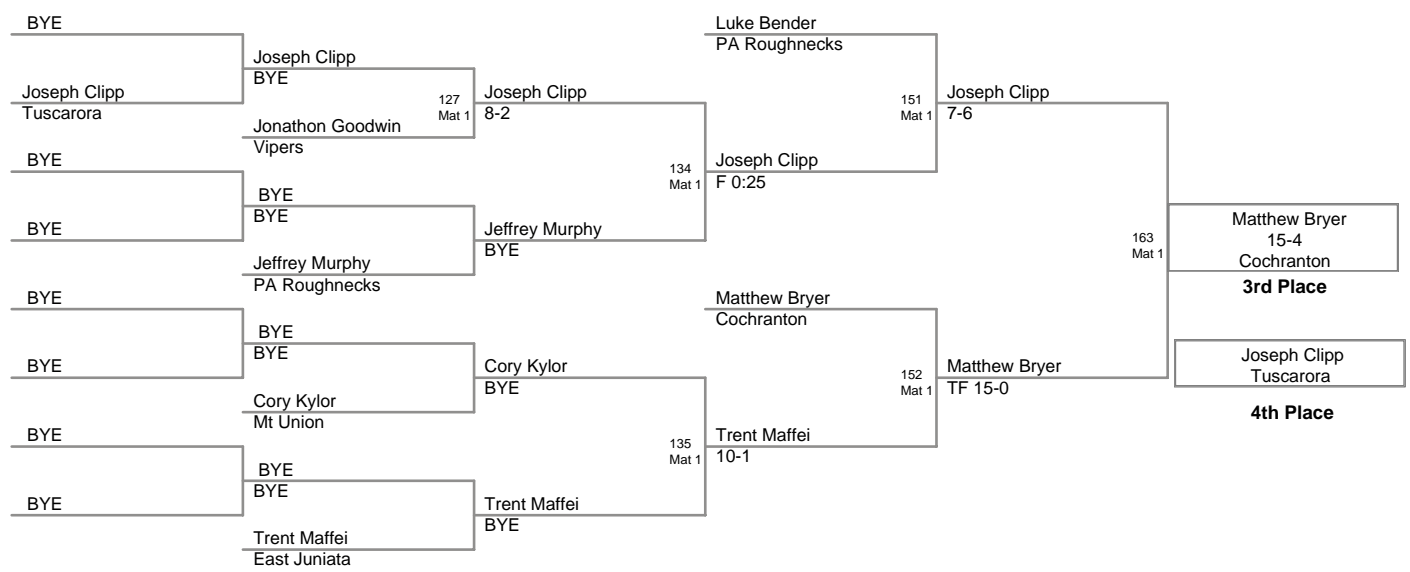 BYE
Joseph Clipp
Tuscarora
BYE
BYE
BYE
BYE
BYE
BYE
Joseph Clipp
BYE
Jonathon Goodwin
Vipers
BYE
BYE
Jeffrey Murphy
PA Roughnecks
BYE
BYE
Cory Kylor
Mt Union
BYE
BYE
Trent Maffei
East Juniata
127
Mat 1
Joseph Clipp
8-2
Jeffrey Murphy
BYE
Cory Kylor
BYE
Trent Maffei
BYE
Luke Bender
PA Roughnecks
134
Mat 1
Joseph Clipp
F 0:25
Matthew Bryer
Cochranton
135
Mat 1
Trent Maffei
10-1
151
Mat 1
Joseph Clipp
7-6
152
Mat 1
Matthew Bryer
TF 15-0
163
Mat 1
Matthew Bryer
15-4
Cochranton
3rd Place
Joseph Clipp
Tuscarora
4th Place